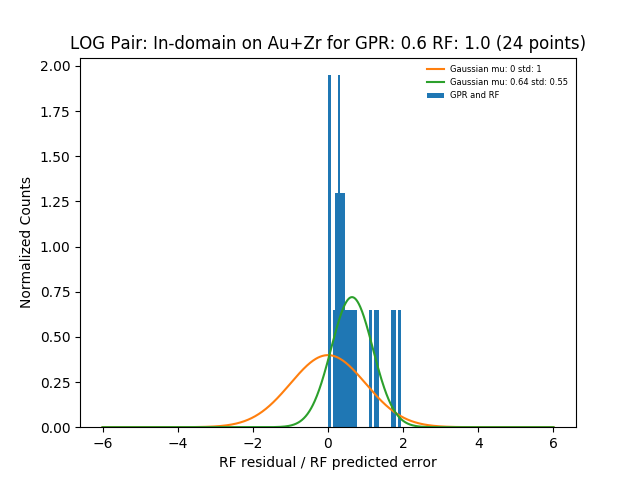 LOG Pair: In-domain on Au+Zr for GPR: 0.6 RF: 1.0 (24 points)
Gaussian mu: 0 std: 1
Gaussian mu: 0.64 std: 0.55
GPR and RF
Normalized Counts
2.00
1.75
1.50
1.25
1.00
0.75
0.50
0.25
0.00
−6 −4 −2 0 2 4 6
RF residual / RF predicted error